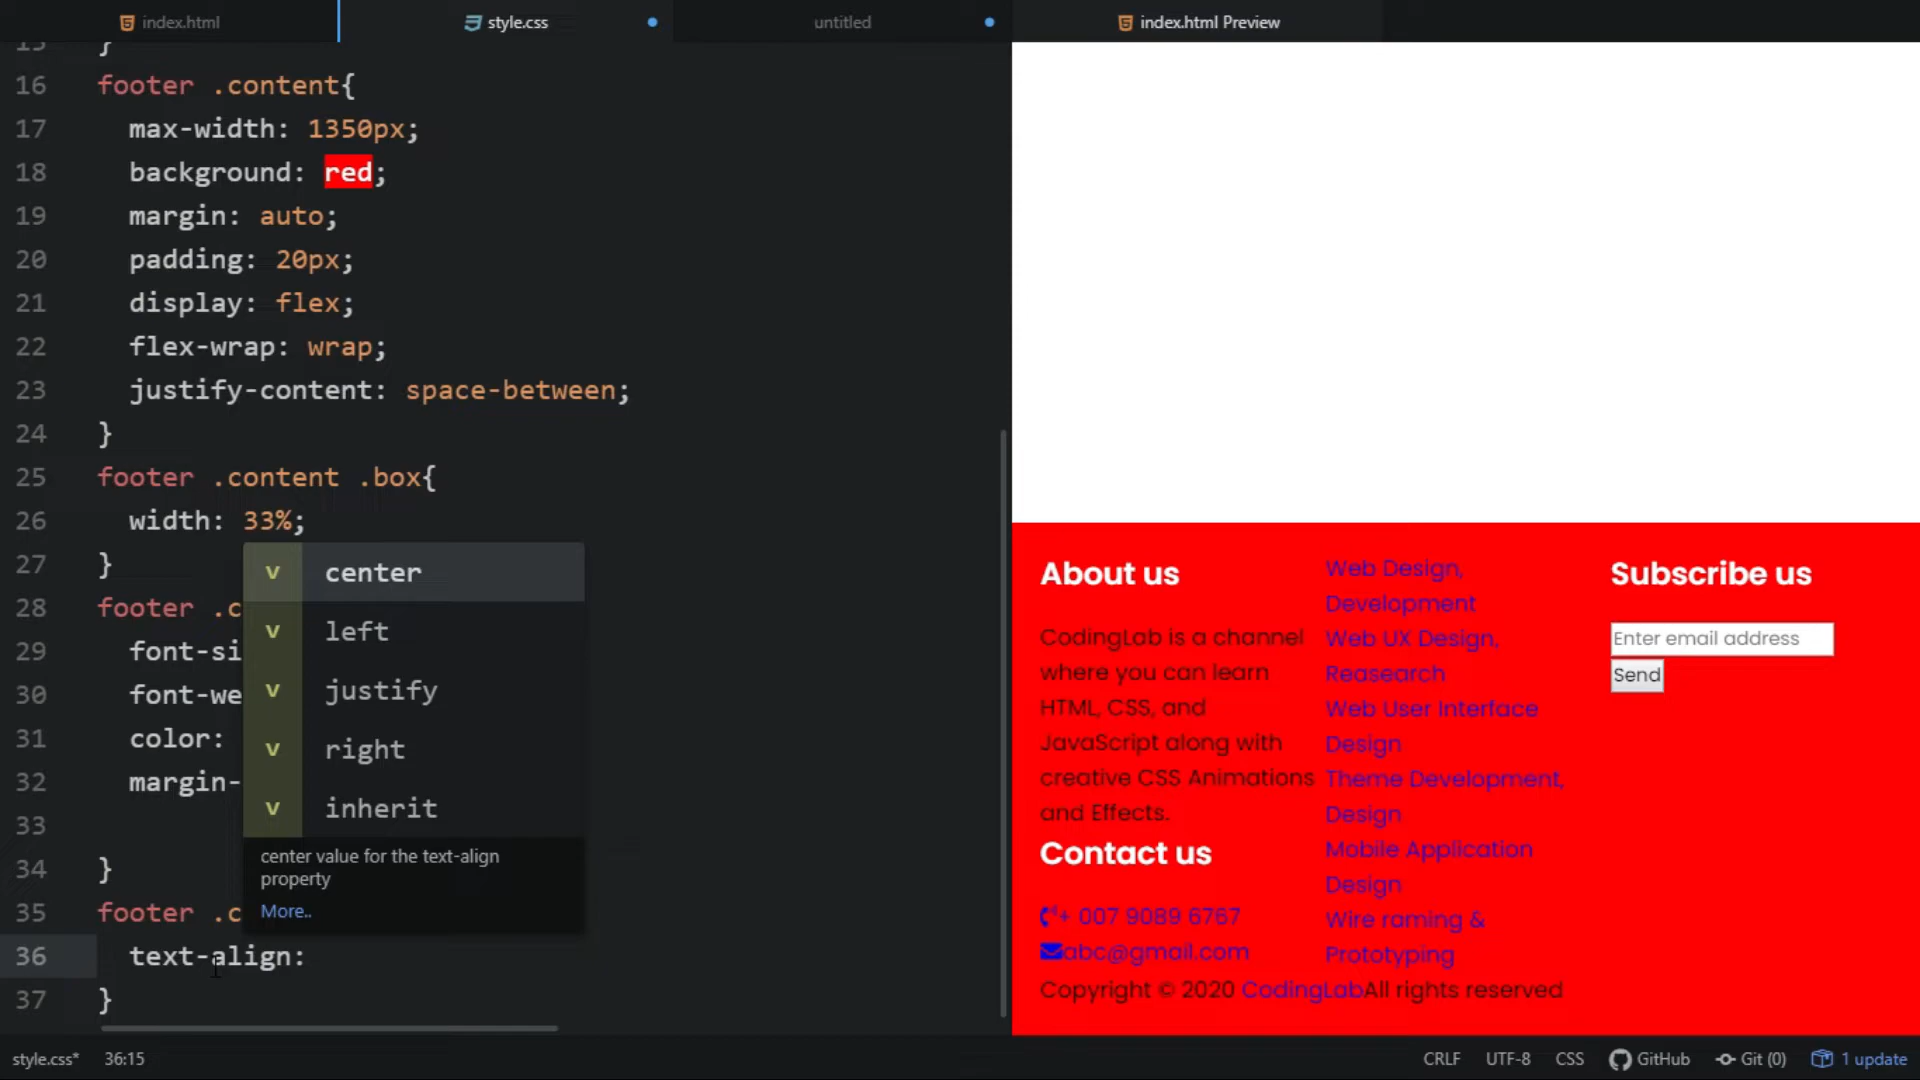 index.html
style.css
untitled
index.html Preview
15 }
16 footer .content{
17 max-width: 1350px;
18 background: red;
19 margin: auto;
20 padding: 20px;
21 display: flex;
22 flex-wrap: wrap;
23 justify-content: space-between;
24 }
25 footer .content .box{
26 width: 33%;
27 }
28 footer .c
29 font-si
30 font-we
31 color:
32 margin-
33
34 }
35 footer .c
36 text-align:
37 }
v center
v left
v justify
v right
v inherit
center value for the text-align
property
More..
About us
CodingLab is a channel
where you can learn
HTML, CSS, and
JavaScript along with
creative CSS Animations
and Effects.
Contact us
+ 007 9089 6767
abc@gmail.com
Web Design,
Development
Web UX Design,
Reasearch
Web User Interface
Design
Theme Development,
Design
Mobile Application
Design
Wire raming &
Prototyping
Subscribe us
Enter email address
Send
Copyright © 2020 CodingLabAll rights reserved
style.css* 36:15
CRLF UTF-8 CSS GitHub Git (0) 1 update